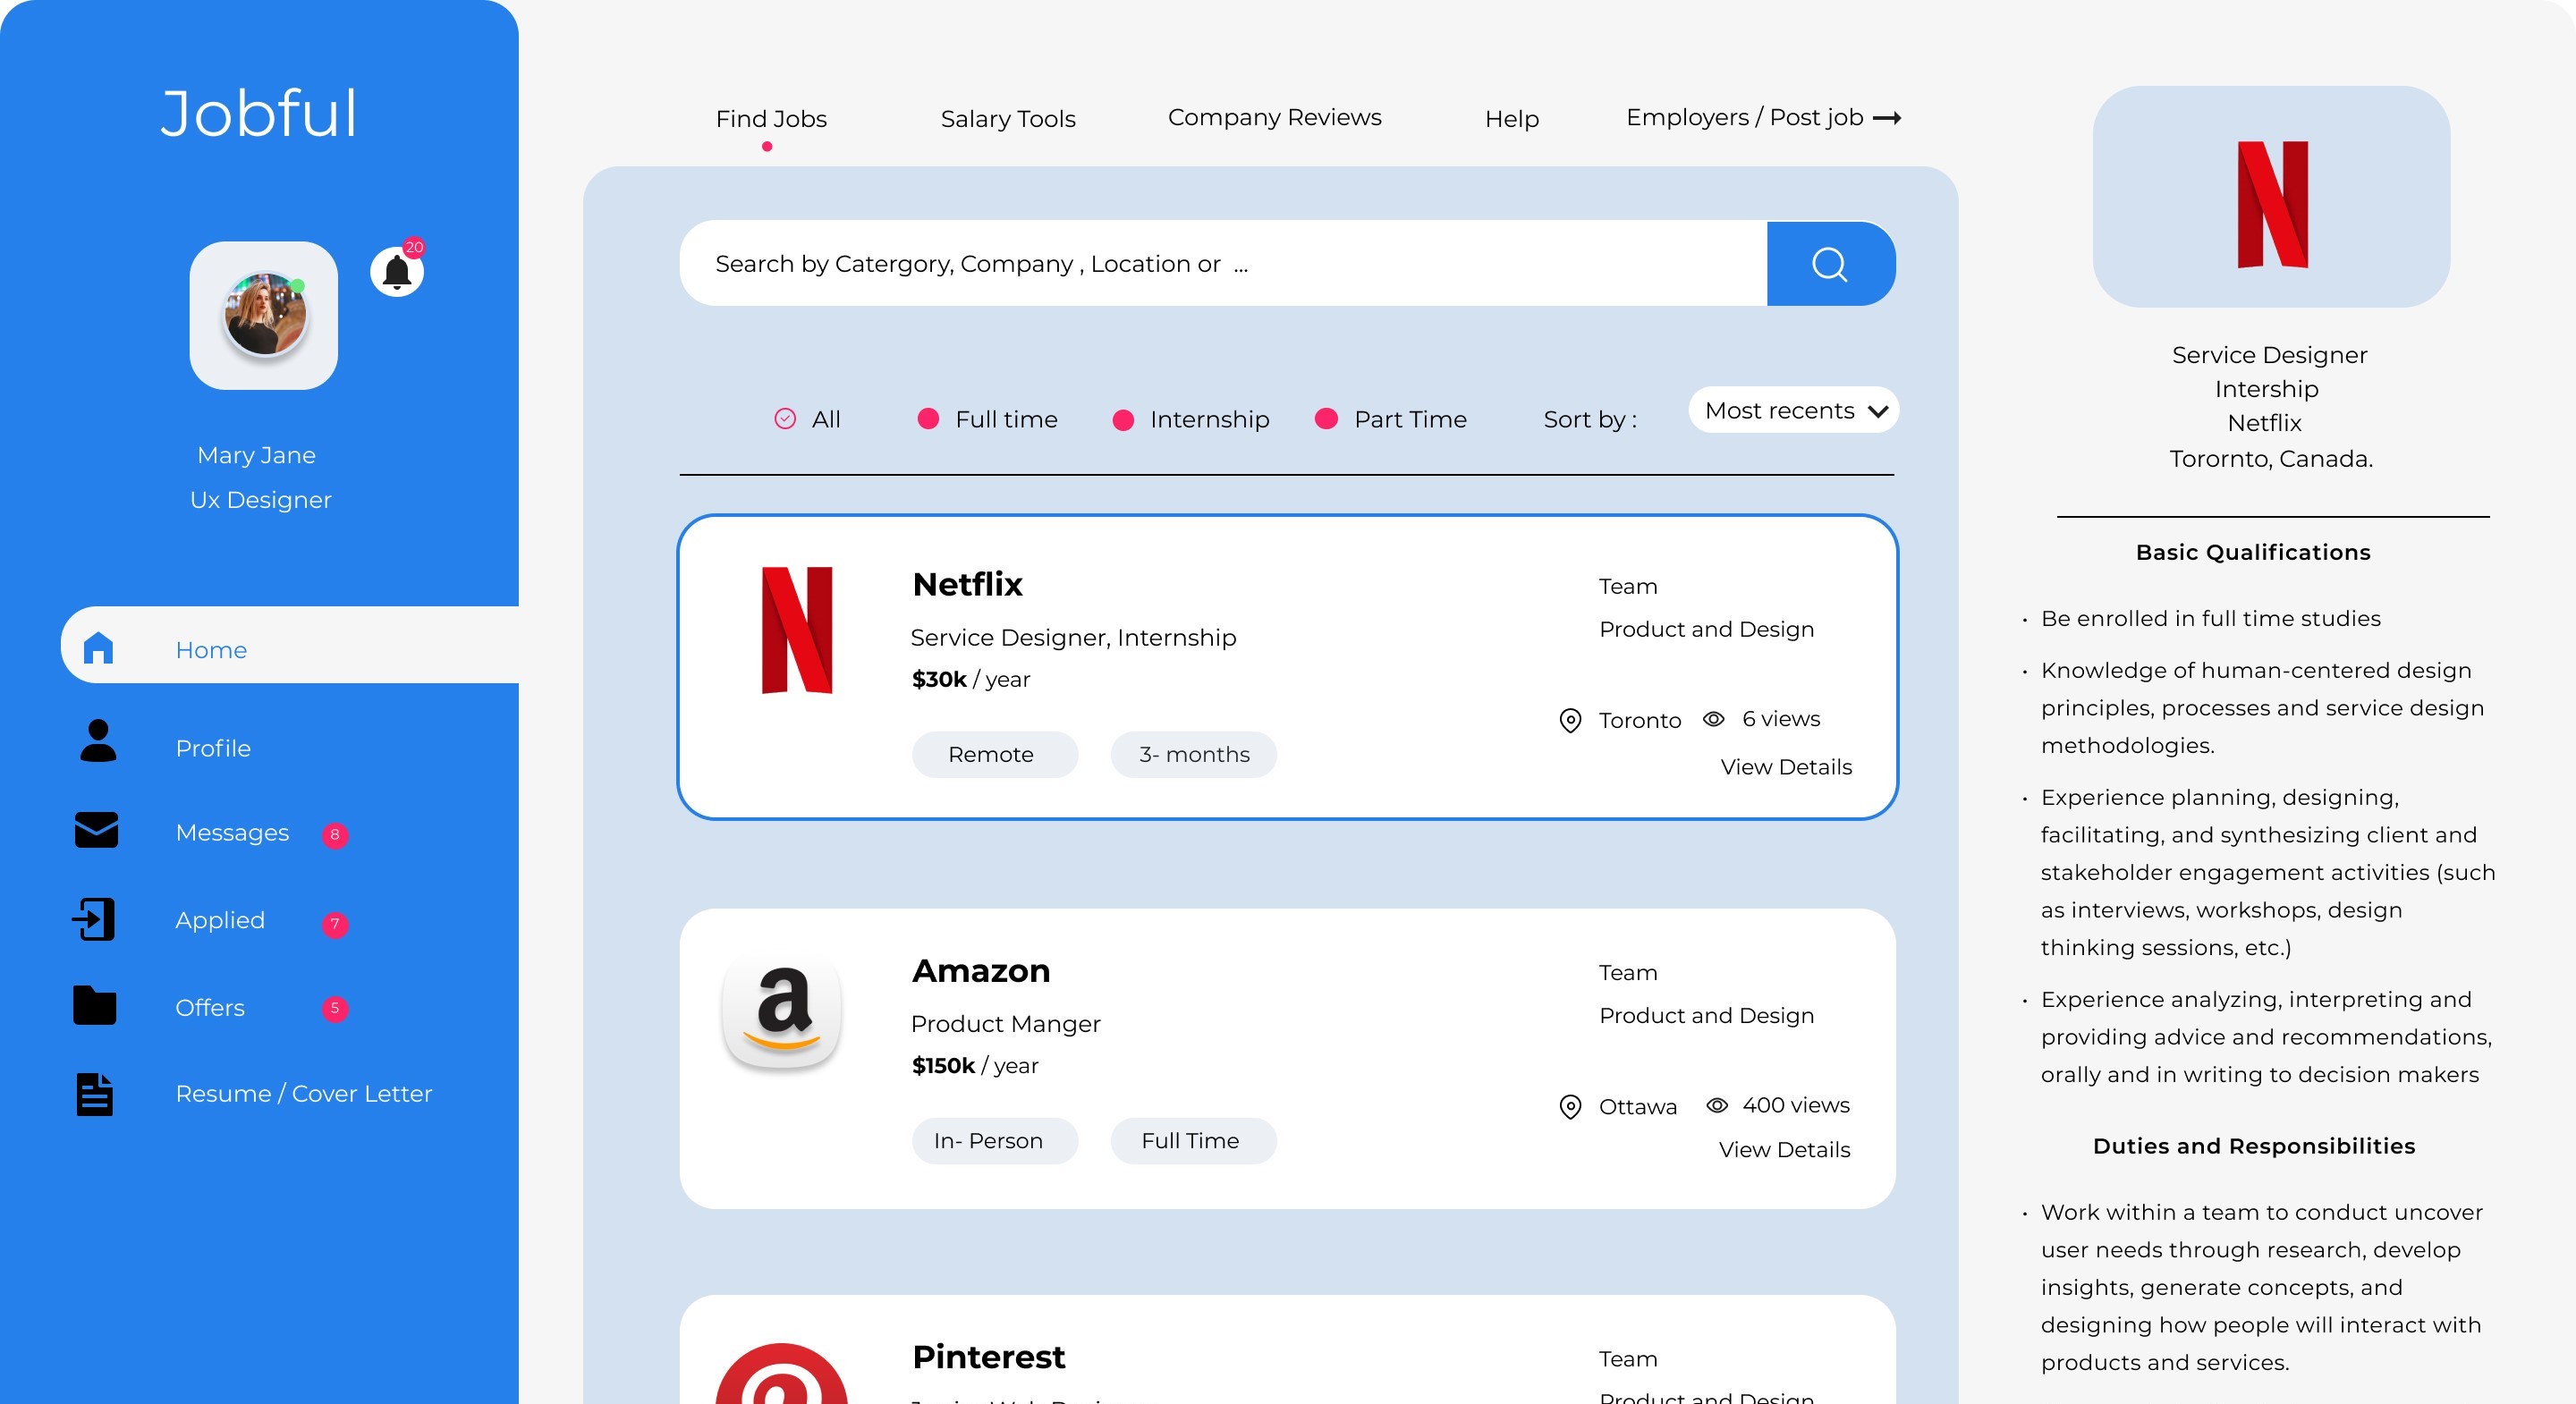 Jobful
20
Mary Jane
Ux Designer
Home
Profile
Messages 8
Applied 7
Offers 5
Resume / Cover Letter
Find Jobs
Salary Tools
Company Reviews
Help
Employers / Post job
Search by Catergory, Company , Location or ...
All
Full time
Internship
Part Time
Sort by :
Most recents
Netflix
Service Designer, Internship
$30k / year
Remote
3- months
Team
Product and Design
Toronto
6 views
View Details
Amazon
Product Manger
$150k / year
In- Person
Full Time
Team
Product and Design
Ottawa
400 views
View Details
Pinterest
Team
Product and Design
Service Designer
Intership
Netflix
Torornto, Canada.
Basic Qualifications
• Be enrolled in full time studies
• Knowledge of human-centered design
principles, processes and service design
methodologies.
• Experience planning, designing,
facilitating, and synthesizing client and
stakeholder engagement activities (such
as interviews, workshops, design
thinking sessions, etc.)
• Experience analyzing, interpreting and
providing advice and recommendations,
orally and in writing to decision makers
Duties and Responsibilities
• Work within a team to conduct uncover
user needs through research, develop
insights, generate concepts, and
designing how people will interact with
products and services.